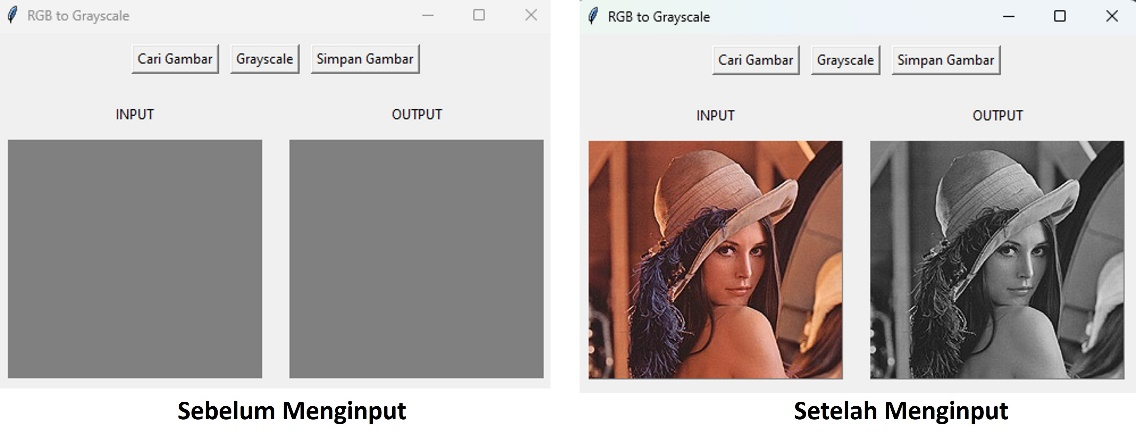 RGB to Grayscale
Cari Gambar Grayscale Simpan Gambar
INPUT OUTPUT
Sebelum Menginput
RGB to Grayscale
Cari Gambar Grayscale Simpan Gambar
INPUT OUTPUT
Setelah Menginput